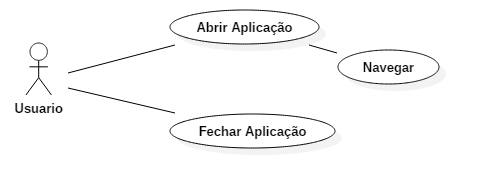 Abrir Aplicação
Navegar
Usuario
Fechar Aplicação